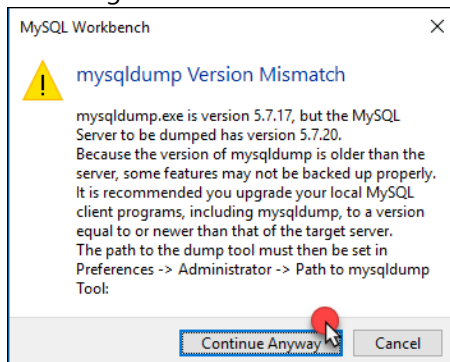 MySQL Workbench
mysqldump Version Mismatch
mysqldump.exe is version 5.7.17, but the MySQL
Server to be dumped has version 5.7.20.
Because the version of mysqldump is older than the
server, some features may not be backed up properly.
It is recommended you upgrade your local MySQL
client programs, including mysqldump, to a version
equal to or newer than that of the target server.
The path to the dump tool must then be set in
Preferences -> Administrator -> Path to mysqldump
Tool:
Continue Anyway
Cancel